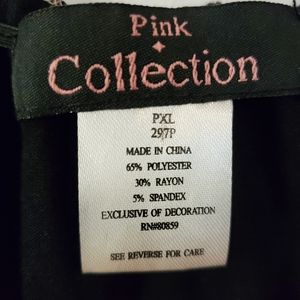 Pink
Collection
PXL
297P
MADE IN CHINA
65% POLYESTER
30% RAYON
5% SPANDEX
EXCLUSIVE OF DECORATION
RN#80859
SEE REVERSE FOR CARE